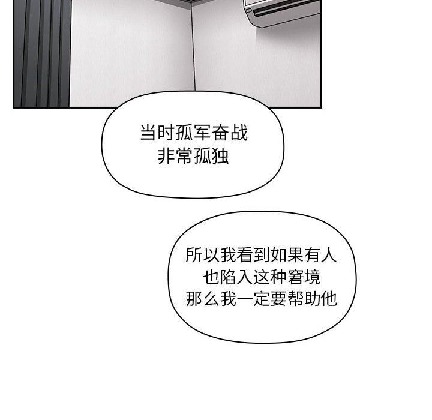 当时孤军奋战
非常孤独
所以我看到如果有人
也陷入这种窘境
那么我一定要帮助他